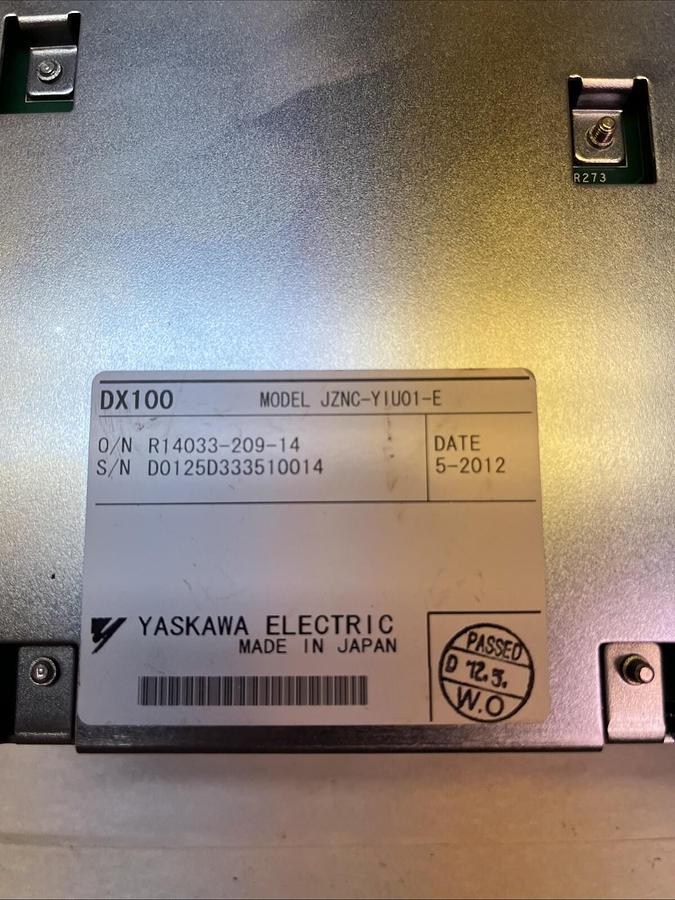 R273
DX100 MODEL JZNC-YIU01-E
O/N R14033-209-14
S/N D0125D333510014
DATE
5-2012
YASKAWA ELECTRIC
MADE IN JAPAN
PASSED
D 12.5.
W.O